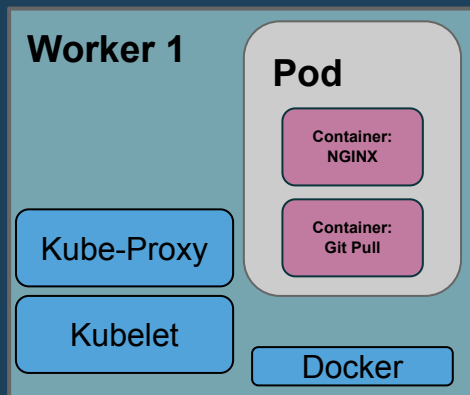 Worker 1
Pod
Container:
NGINX
Container:
Git Pull
Kube-Proxy
Kubelet
Docker